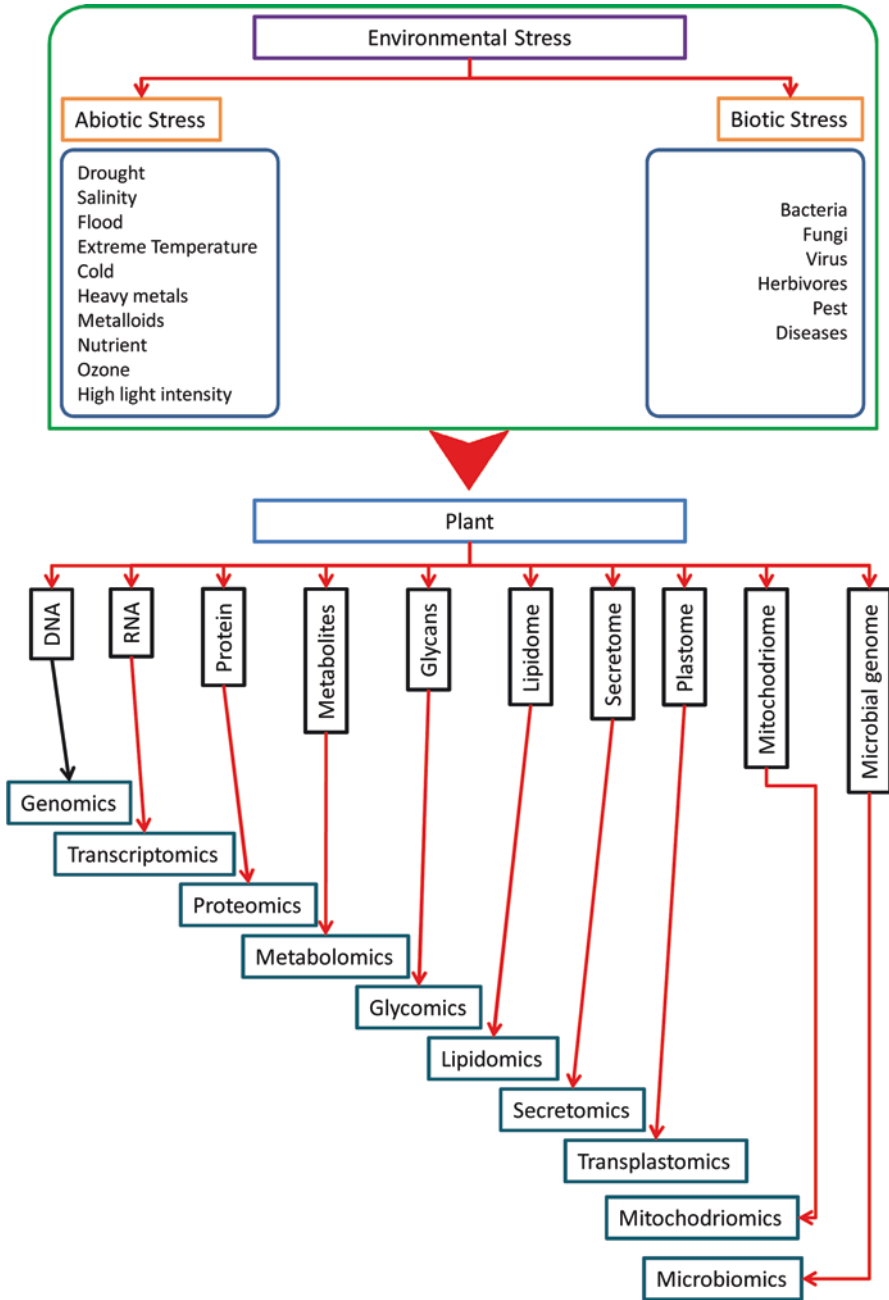 Environmental Stress
Abiotic Stress
Biotic Stress
Drought
Salinity
Flood
Extreme Temperature
Cold
Heavy metals
Metalloids
Nutrient
Ozone
High light intensity
Bacteria
Fungi
Virus
Herbivores
Pest
Diseases
Plant
DNA
RNA
Protein
Metabolites
Glycans
Lipidome
Secretome
Plastome
Mitochodriome
Microbial genome
Genomics
Transcriptomics
Proteomics
Metabolomics
Glycomics
Lipidomics
Secretomics
Transplastomics
Mitochodriomics
Microbiomics